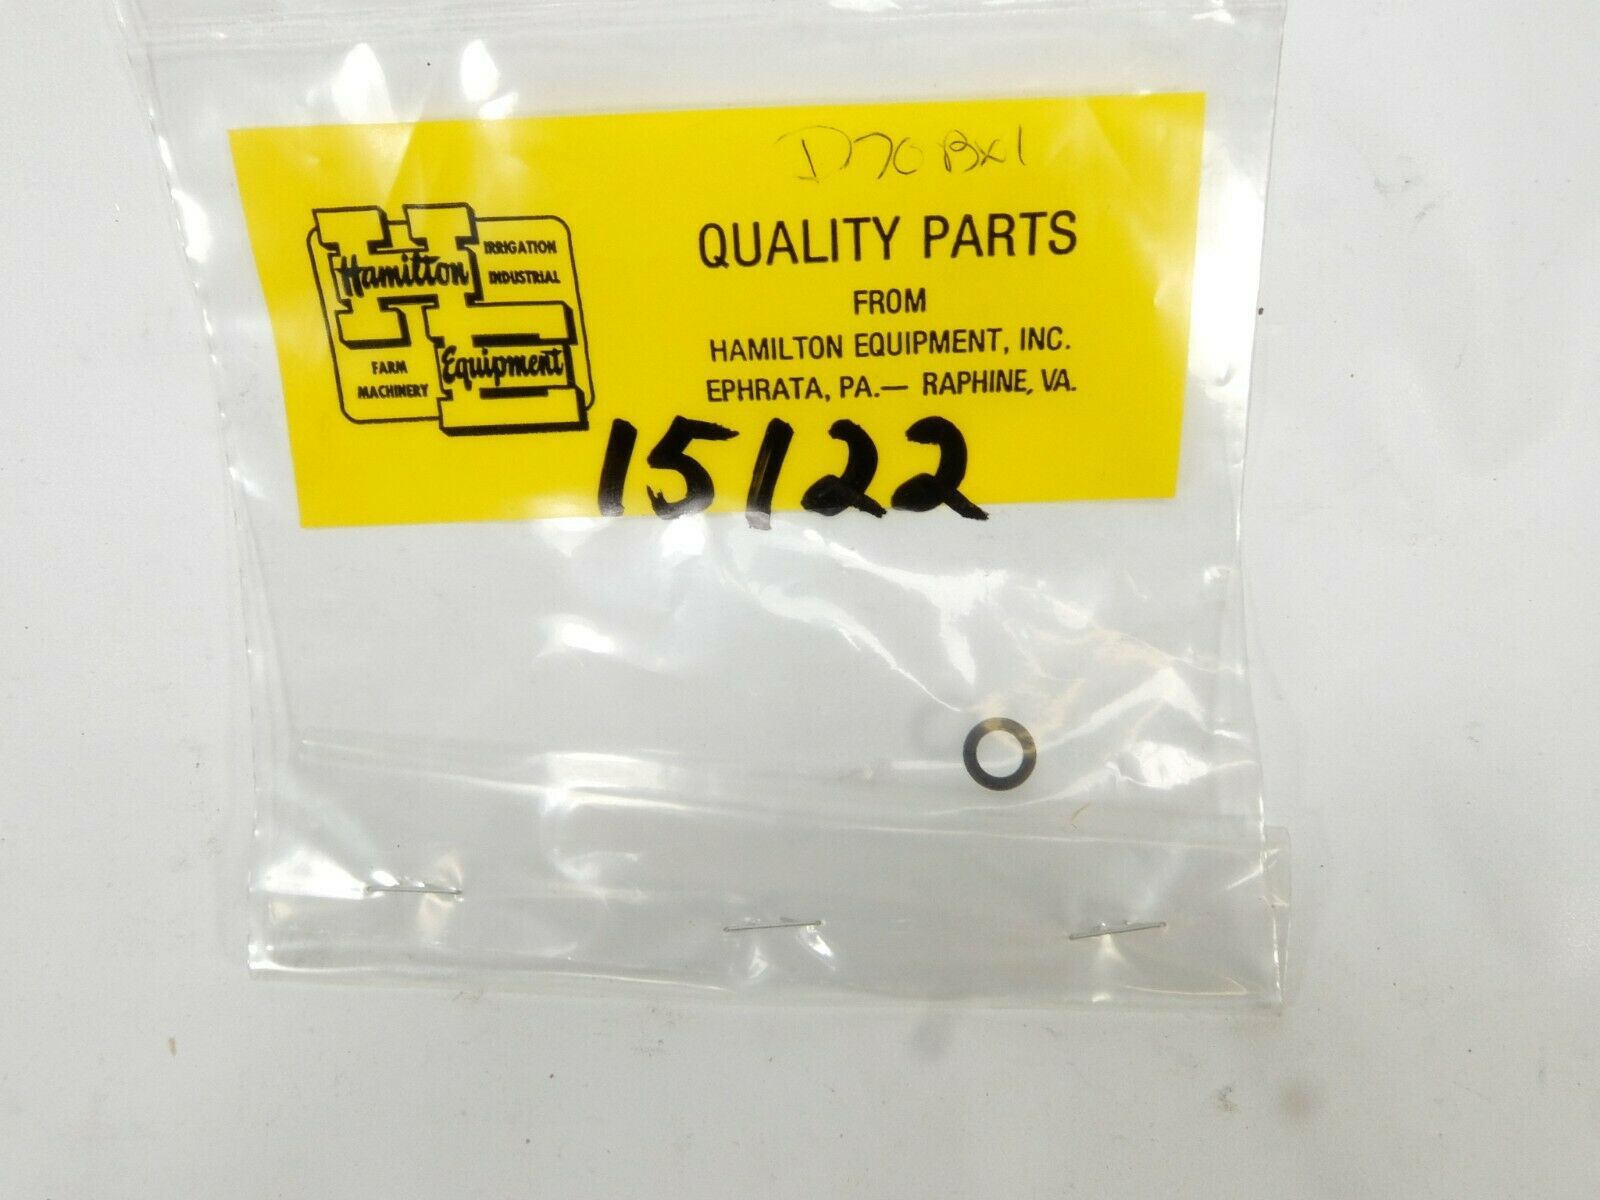 D70 Bx1
Hamilton
Equipment
IRRIGATION
INDUSTRIAL
FARM
MACHINERY
QUALITY PARTS
FROM
HAMILTON EQUIPMENT, INC.
EPHRATA, PA.— RAPHINE, VA.
15122